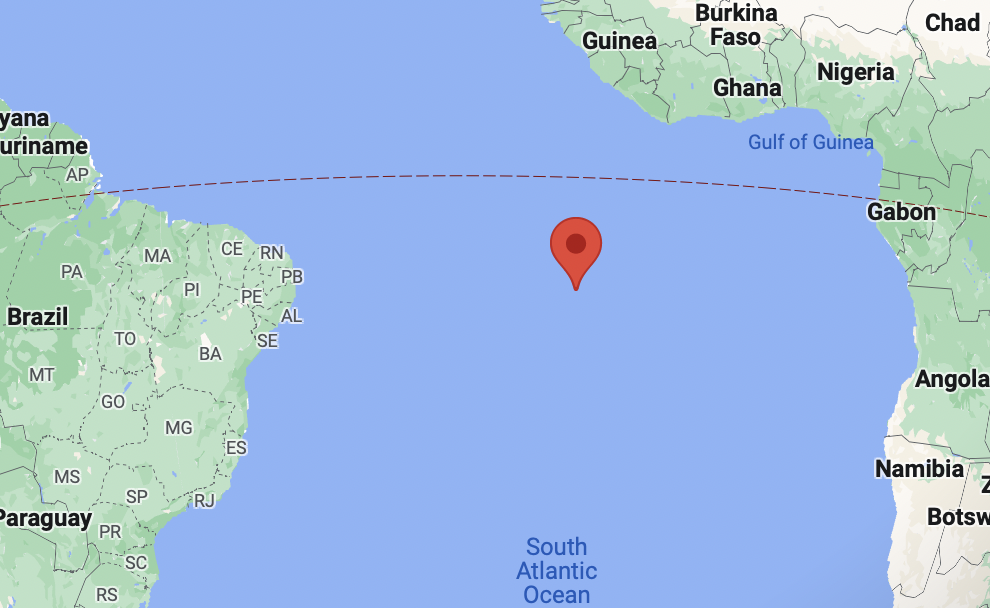 Burkina
Faso
Chad
Guinea
Nigeria
Ghana
yana
Gulf of Guinea
uriname
AP
Gabon
CE
RN
MA
PA
PB
PI
PE
Brazil
AL
TO
SE
BA
MT
Angola
GO
MG
ES
Namibia
MS
Z
SP
RJ
Paraguay
Botsw
PR
South
Atlantic
Ocean
SC
RS